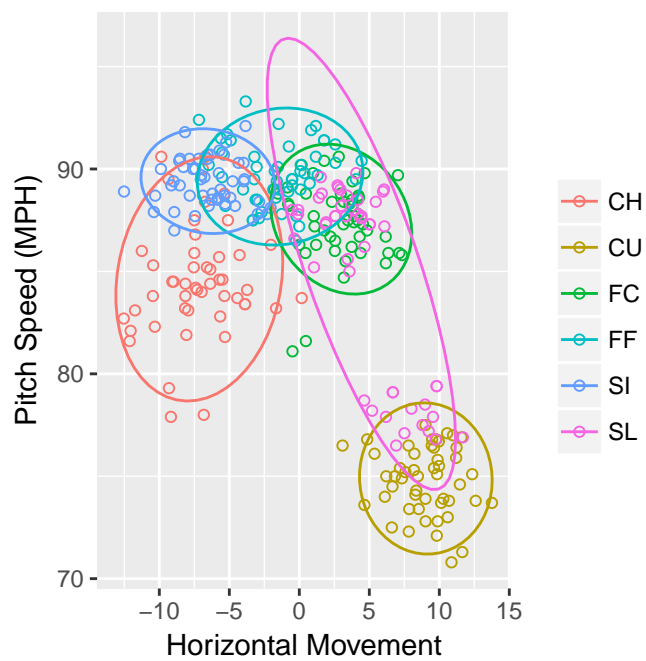 Pitch Speed (MPH)
90
80
70
−10 −5 0 5 10 15
Horizontal Movement
CH
CU
FC
FF
SI
SL